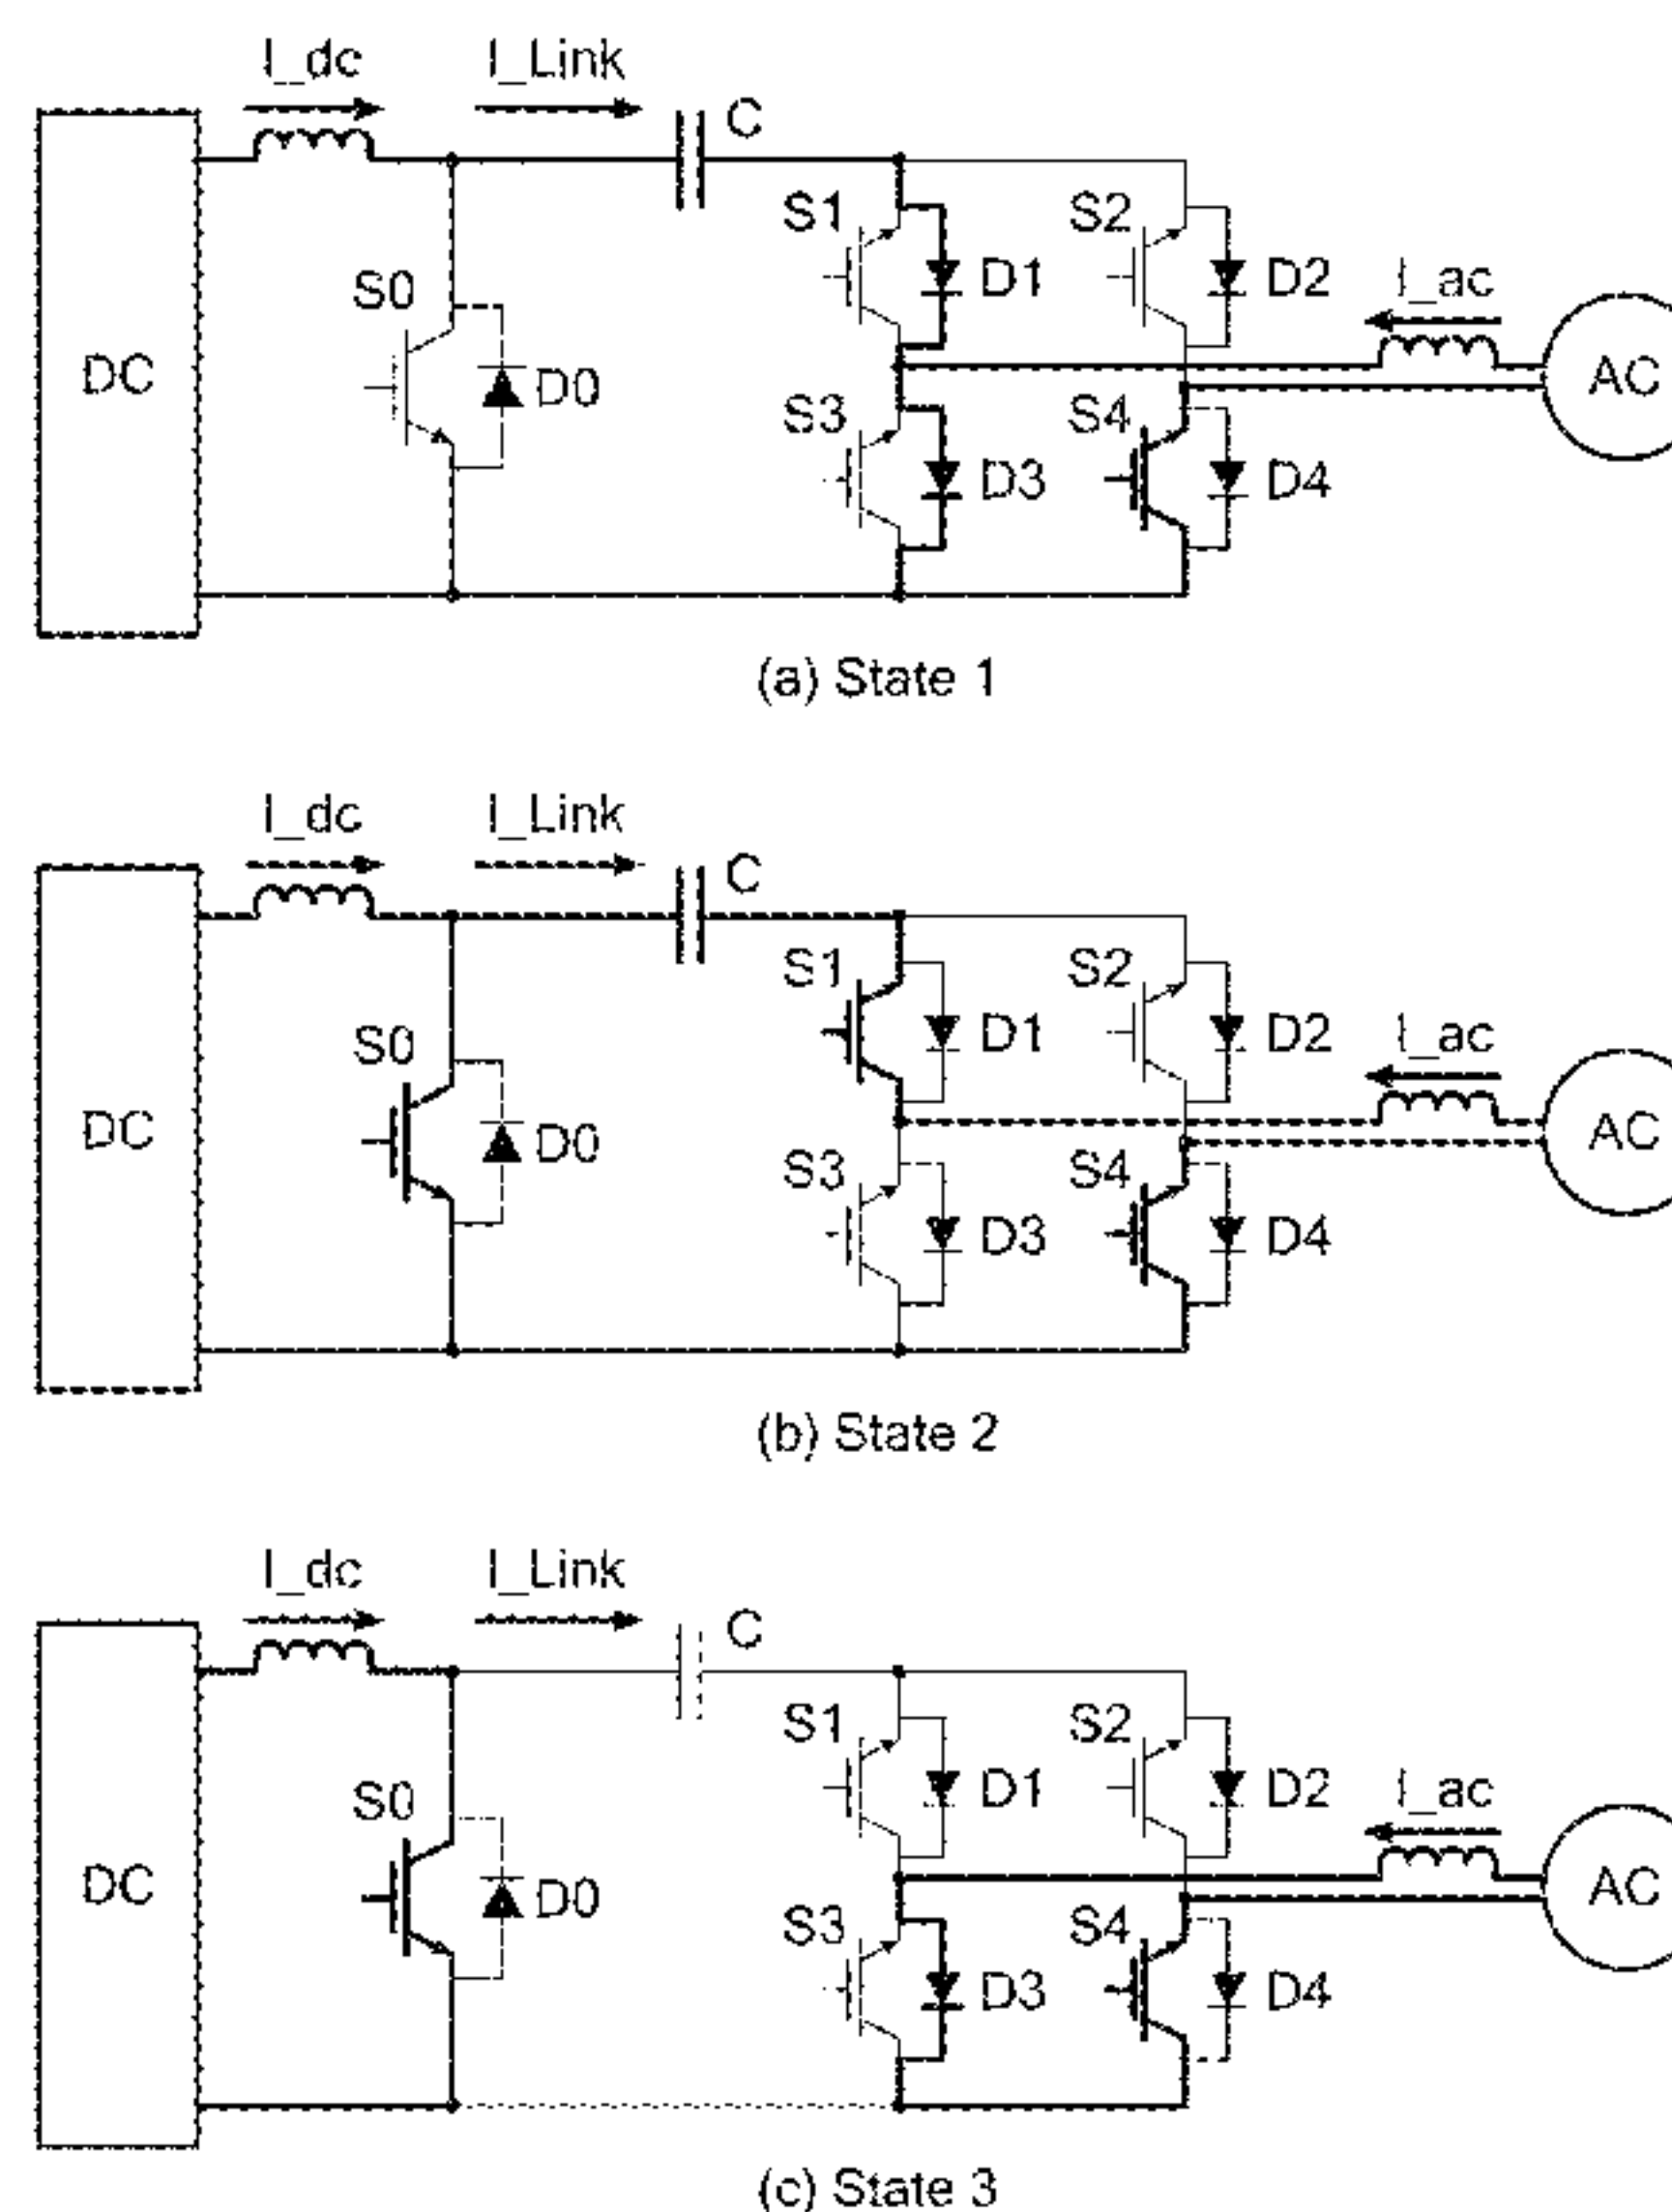 I_dc I_Link
C
S1 S2
D1 D2 I_ac
S0
DC D0 AC
S3 S4
D3 D4
(a) State 1
I_dc I_Link
C
S1 S2
D1 D2 I_ac
S0
DC D0 AC
S3 S4
D3 D4
(b) State 2
I_dc I_Link
C
S1 S2
D1 D2 I_ac
S0
DC D0 AC
S3 S4
D3 D4
(c) State 3